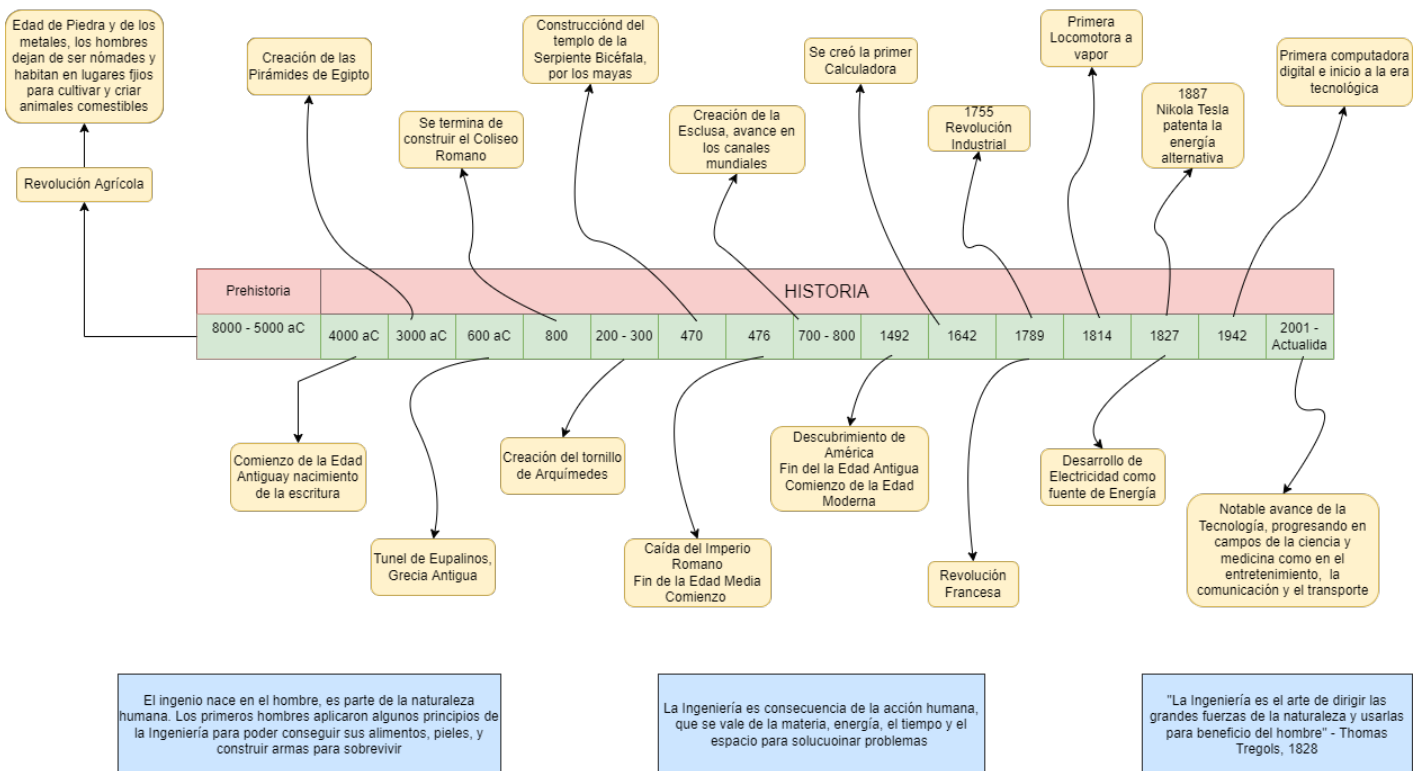 Edad de Piedra y de los
metales, los hombres
dejan de ser nómades y
habitan en lugares fjios
para cultivar y criar
animales comestibles
Revolución Agrícola
Creación de las
Pirámides de Egipto
Se termina de
construir el Coliseo
Romano
Construcciónd del
templo de la
Serpiente Bicéfala,
por los mayas
Creación de la
Esclusa, avance en
los canales
mundiales
Se creó la primer
Calculadora
1755
Revolución
Industrial
Primera
Locomotora a
vapor
1887
Nikola Tesla
patenta la
energía
alternativa
Primera computadora
digital e inicio a la era
tecnológica
Prehistoria
HISTORIA
8000 - 5000 aC
4000 aC
3000 aC
600 aC
800
200 - 300
470
476
700 - 800
1492
1642
1789
1814
1827
1942
2001 -
Actualida
Comienzo de la Edad
Antiguay nacimiento
de la escritura
Tunel de Eupalinos,
Grecia Antigua
Creación del tornillo
de Arquímedes
Caída del Imperio
Romano
Fin de la Edad Media
Comienzo
Descubrimiento de
América
Fin del la Edad Antigua
Comienzo de la Edad
Moderna
Revolución
Francesa
Desarrollo de
Electricidad como
fuente de Energía
Notable avance de la
Tecnología, progresando en
campos de la ciencia y
medicina como en el
entretenimiento, la
comunicación y el transporte
El ingenio nace en el hombre, es parte de la naturaleza
humana. Los primeros hombres aplicaron algunos principios de
la Ingeniería para poder conseguir sus alimentos, pieles, y
construir armas para sobrevivir
La Ingeniería es consecuencia de la acción humana,
que se vale de la materia, energía, el tiempo y el
espacio para solucuoinar problemas
"La Ingeniería es el arte de dirigir las
grandes fuerzas de la naturaleza y usarlas
para beneficio del hombre" - Thomas
Tregols, 1828